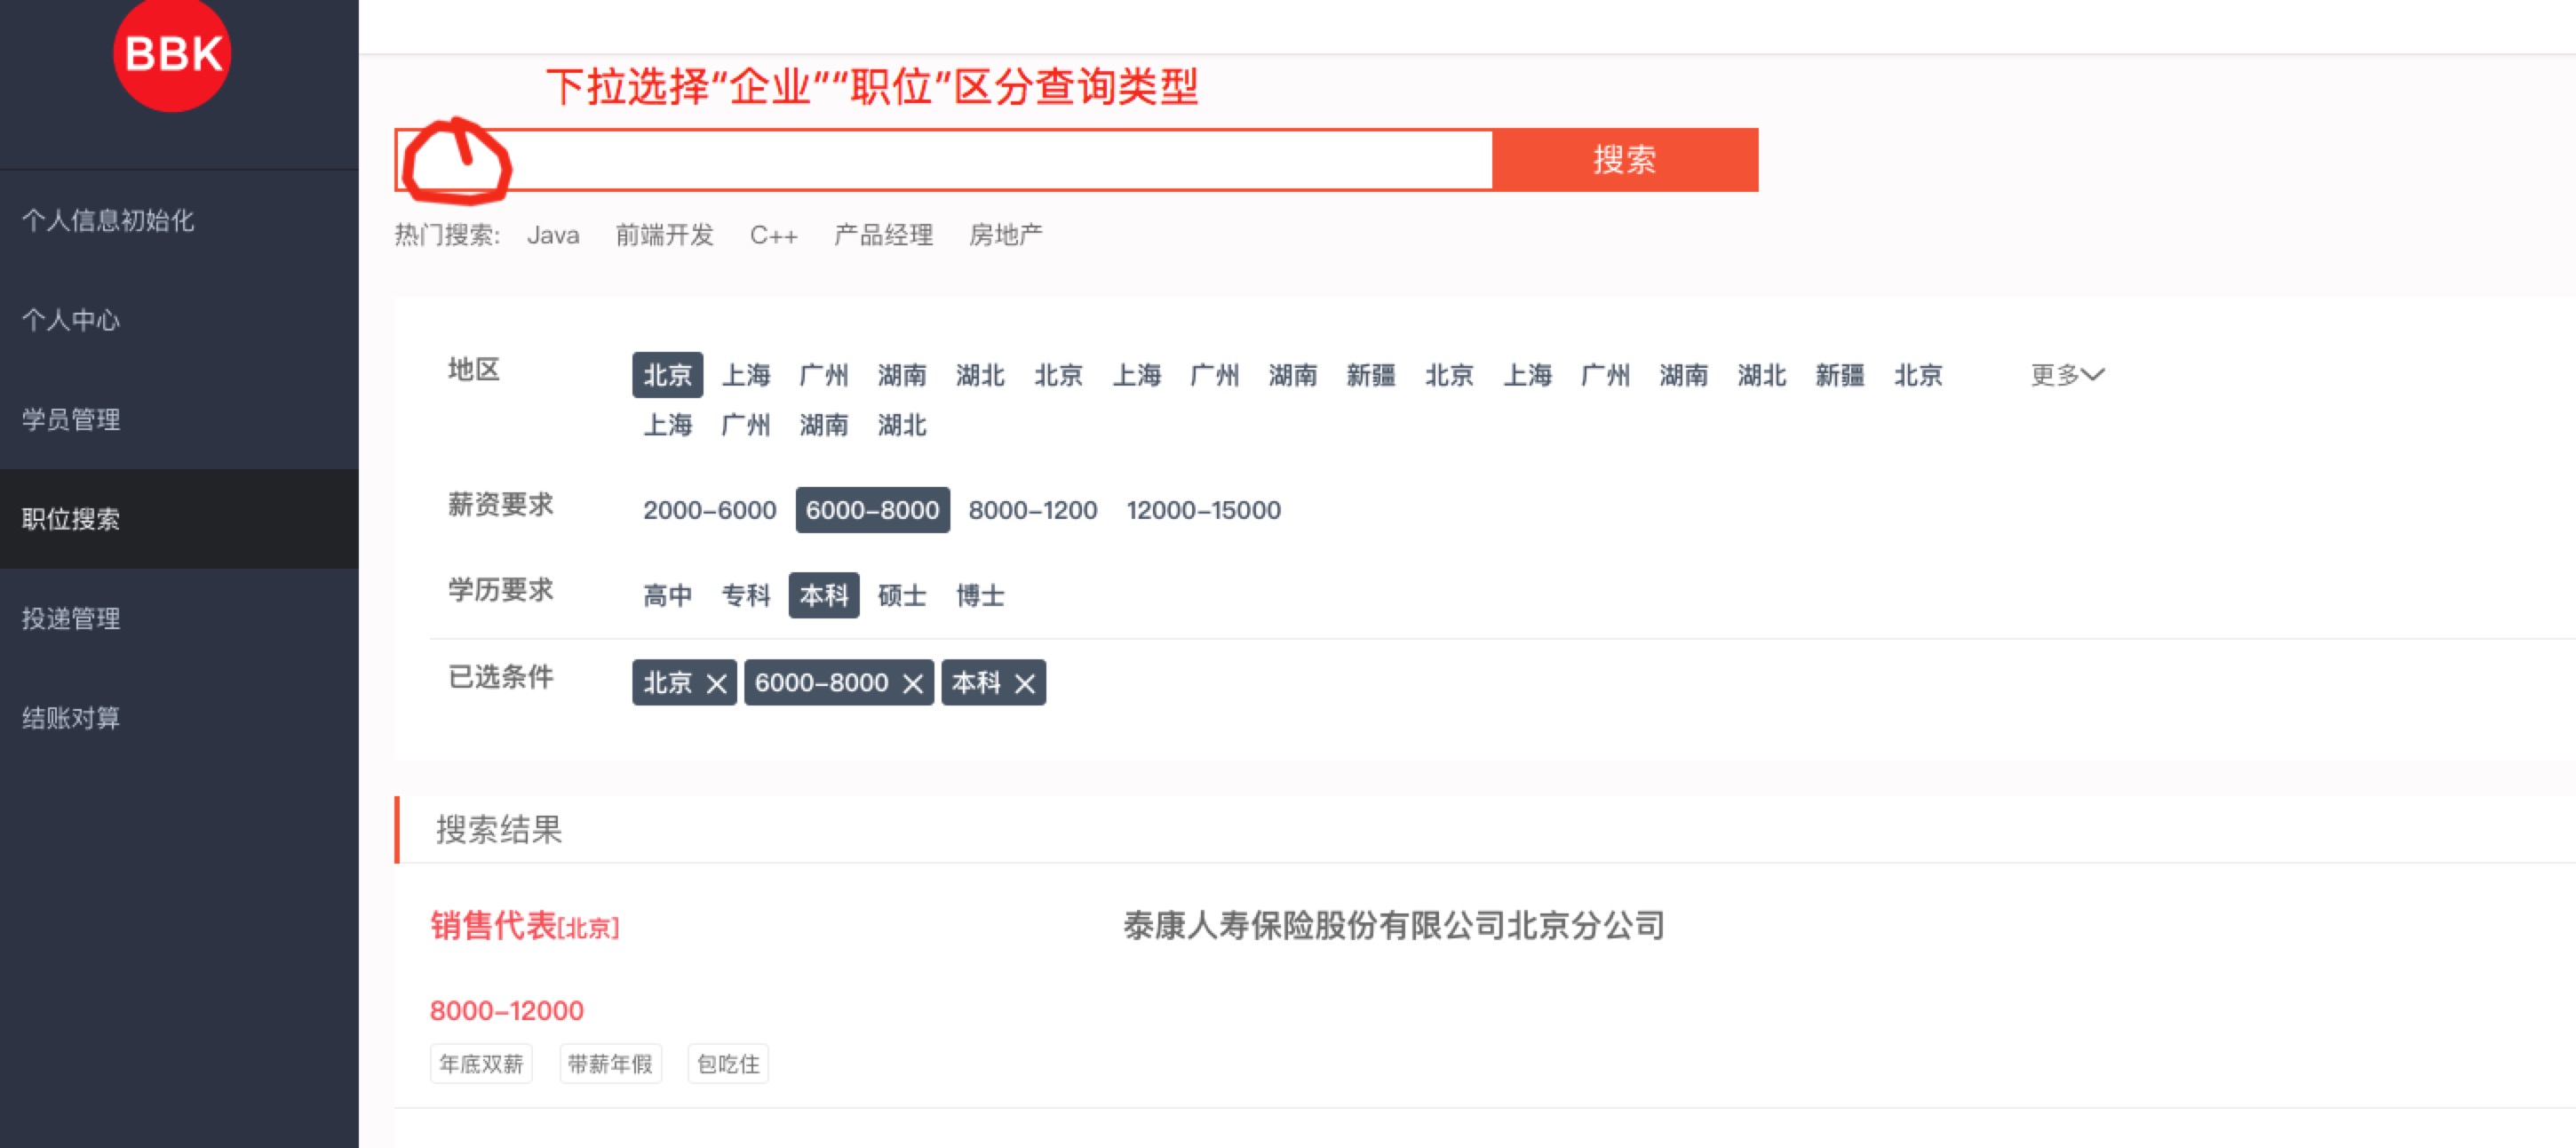 BBK
个人信息初始化
个人中心
学员管理
职位搜索
投递管理
结账对算
下拉选择“企业”“职位”区分查询类型
搜索
热门搜索: Java 前端开发 C++ 产品经理 房地产
地区 北京 上海 广州 湖南 湖北 北京 上海 广州 湖南 新疆 北京 上海 广州 湖南 湖北 新疆 北京 更多
上海 广州 湖南 湖北
薪资要求 2000-6000 6000-8000 8000-1200 12000-15000
学历要求 高中 专科 本科 硕士 博士
已选条件 北京 × 6000-8000 × 本科 ×
搜索结果
销售代表[北京] 泰康人寿保险股份有限公司北京分公司
8000-12000
年底双薪 带薪年假 包吃住